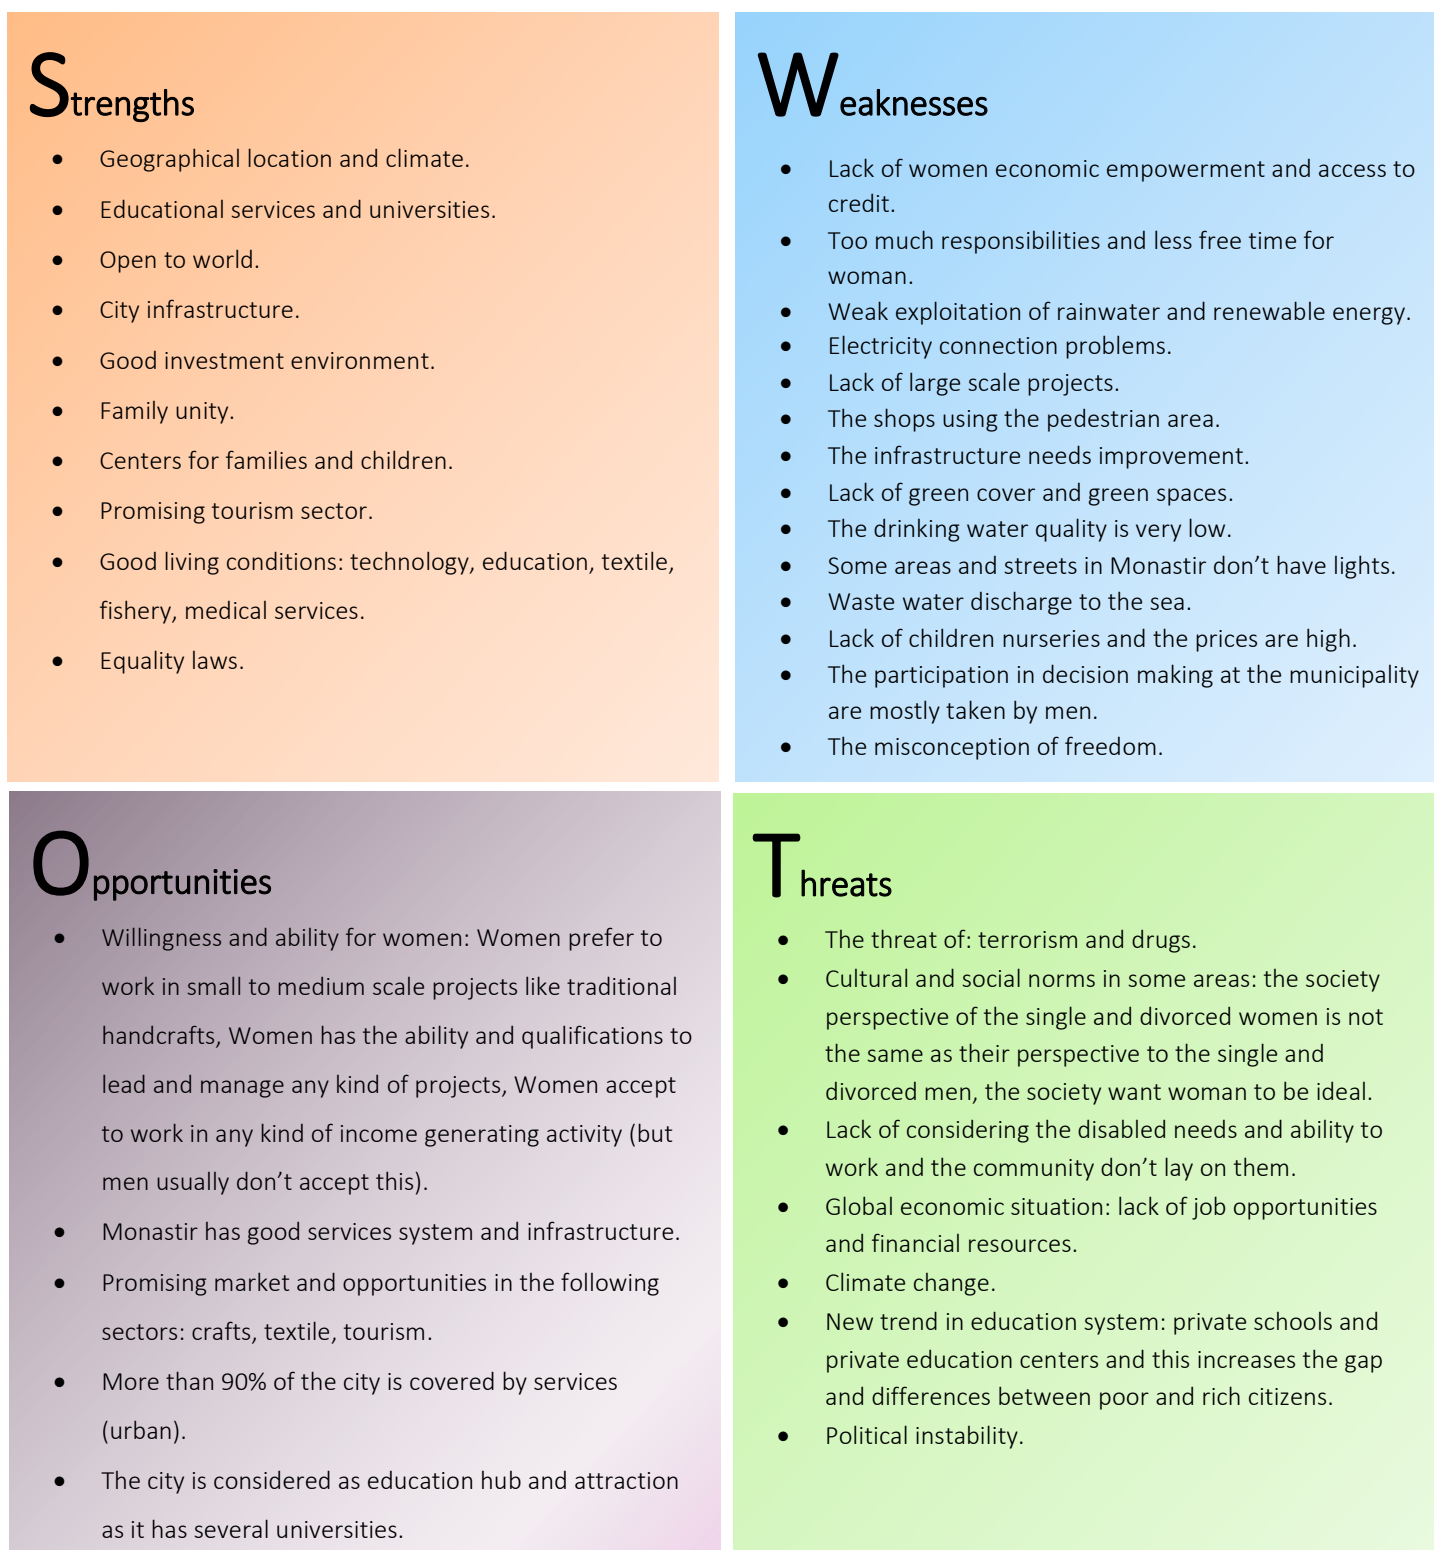 Strengths
• Geographical location and climate.
• Educational services and universities.
• Open to world.
• City infrastructure.
• Good investment environment.
• Family unity.
• Centers for families and children.
• Promising tourism sector.
• Good living conditions: technology, education, textile,
fishery, medical services.
• Equality laws.
Weaknesses
• Lack of women economic empowerment and access to
credit.
• Too much responsibilities and less free time for
woman.
• Weak exploitation of rainwater and renewable energy.
• Electricity connection problems.
• Lack of large scale projects.
• The shops using the pedestrian area.
• The infrastructure needs improvement.
• Lack of green cover and green spaces.
• The drinking water quality is very low.
• Some areas and streets in Monastir don’t have lights.
• Waste water discharge to the sea.
• Lack of children nurseries and the prices are high.
• The participation in decision making at the municipality
are mostly taken by men.
• The misconception of freedom.
Opportunities
• Willingness and ability for women: Women prefer to
work in small to medium scale projects like traditional
handcrafts, Women has the ability and qualifications to
lead and manage any kind of projects, Women accept
to work in any kind of income generating activity (but
men usually don’t accept this).
• Monastir has good services system and infrastructure.
• Promising market and opportunities in the following
sectors: crafts, textile, tourism.
• More than 90% of the city is covered by services
(urban).
• The city is considered as education hub and attraction
as it has several universities.
Threats
• The threat of: terrorism and drugs.
• Cultural and social norms in some areas: the society
perspective of the single and divorced women is not
the same as their perspective to the single and
divorced men, the society want woman to be ideal.
• Lack of considering the disabled needs and ability to
work and the community don’t lay on them.
• Global economic situation: lack of job opportunities
and financial resources.
• Climate change.
• New trend in education system: private schools and
private education centers and this increases the gap
and differences between poor and rich citizens.
• Political instability.